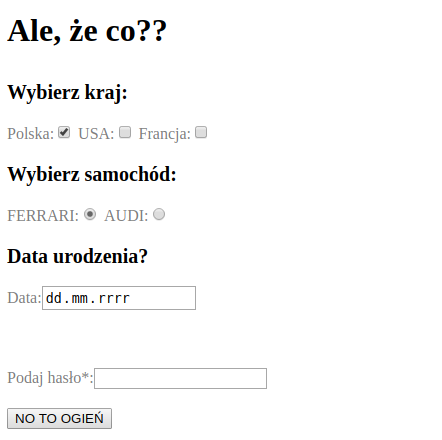 Ale, że co??
Wybierz kraj:
Polska: USA: Francja:
Wybierz samochód:
FERRARI: AUDI:
Data urodzenia?
Data: dd.mm.rrrr
Podaj hasło*:
NO TO OGIEŃ